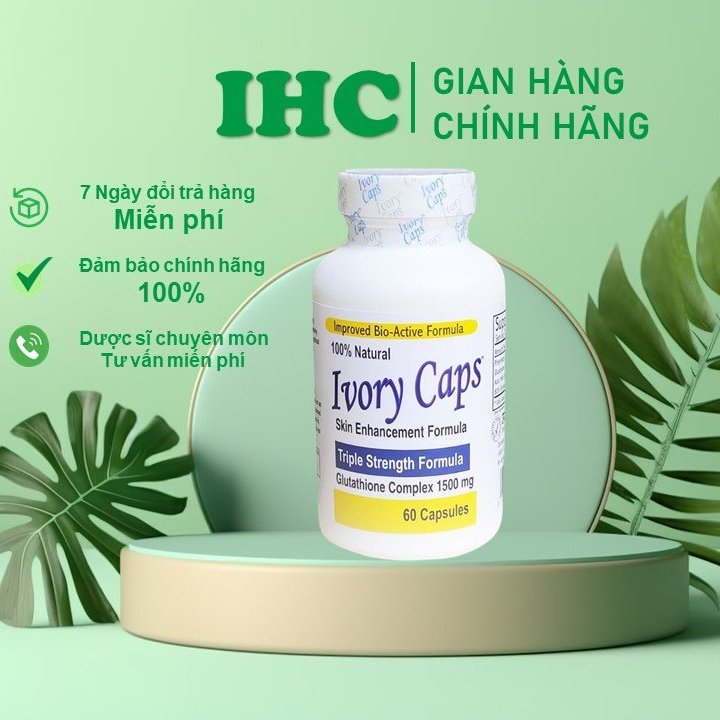 IHC
GIAN HÀNG
CHÍNH HÃNG
7 Ngày đổi trả hàng
Miễn phí
Đảm bảo chính hãng
100%
Dược sĩ chuyên môn
Tư vấn miễn phí
Ivory
Caps
Improved Bio-Active Formula
100% Natural
Ivory Caps
Skin Enhancement Formula
Triple Strength Formula
Glutathione Complex 1500 mg
60 Capsules